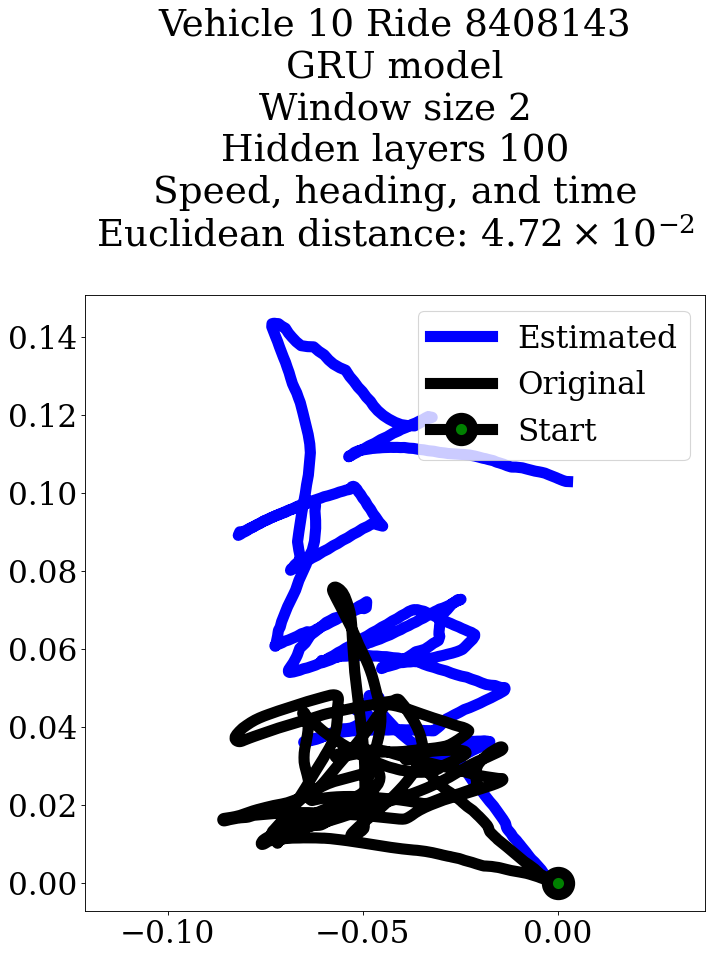 Vehicle 10 Ride 8408143
GRU model
Window size 2
Hidden layers 100
Speed, heading, and time
Euclidean distance: 4.72 × 10⁻²
Estimated
Original
Start
0.14
0.12
0.10
0.08
0.06
0.04
0.02
0.00
−0.10 −0.05 0.00